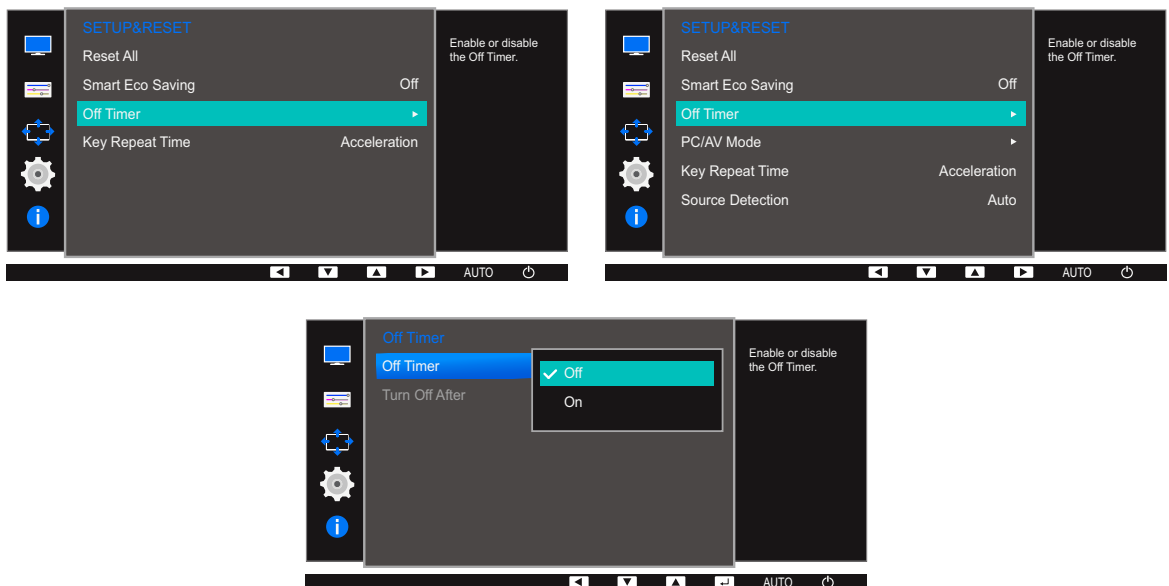 SETUP&RESET
Reset All
Smart Eco Saving Off
Off Timer
Key Repeat Time Acceleration
Enable or disable
the Off Timer.
AUTO
SETUP&RESET
Reset All
Smart Eco Saving Off
Off Timer
PC/AV Mode
Key Repeat Time Acceleration
Source Detection Auto
Enable or disable
the Off Timer.
AUTO
Off Timer
Off Timer
Turn Off After
Off
On
Enable or disable
the Off Timer.
AUTO